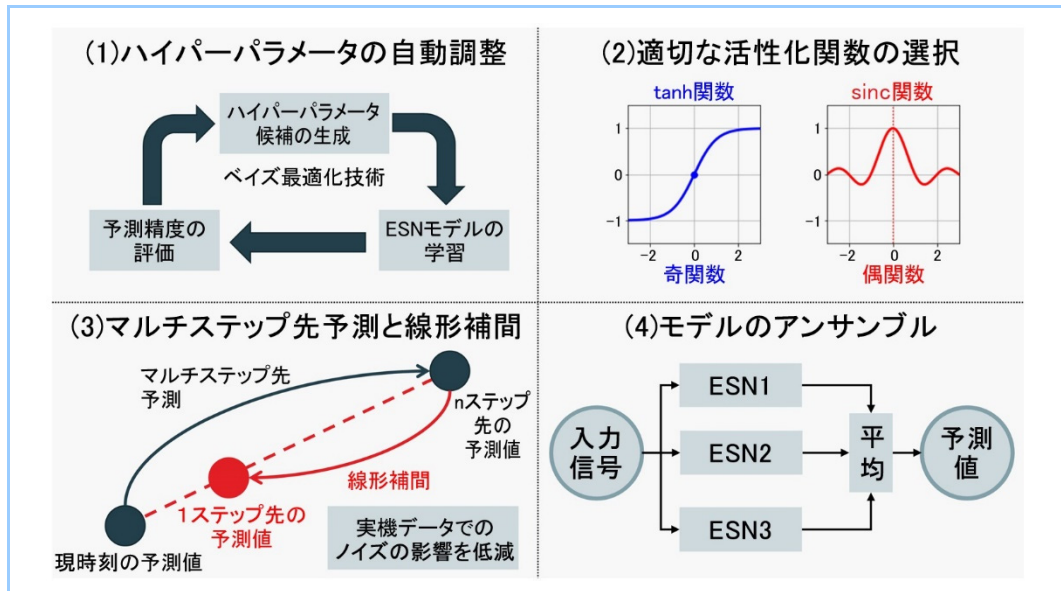 (1)ハイパーパラメータの自動調整
ハイパーパラメータ
候補の生成
ベイズ最適化技術
予測精度の
評価
ESNモデルの
学習
(2)適切な活性化関数の選択
tanh関数
1
0
−1
−2
0
2
奇関数
sinc関数
1
0
−1
−2
0
2
偶関数
(3)マルチステップ先予測と線形補間
マルチステップ先
予測
nステップ
先の
予測値
線形補間
1ステップ先の
予測値
現時刻の予測値
実機データでの
ノイズの影響を低減
(4)モデルのアンサンブル
入力
信号
ESN1
ESN2
ESN3
平
均
予測
値